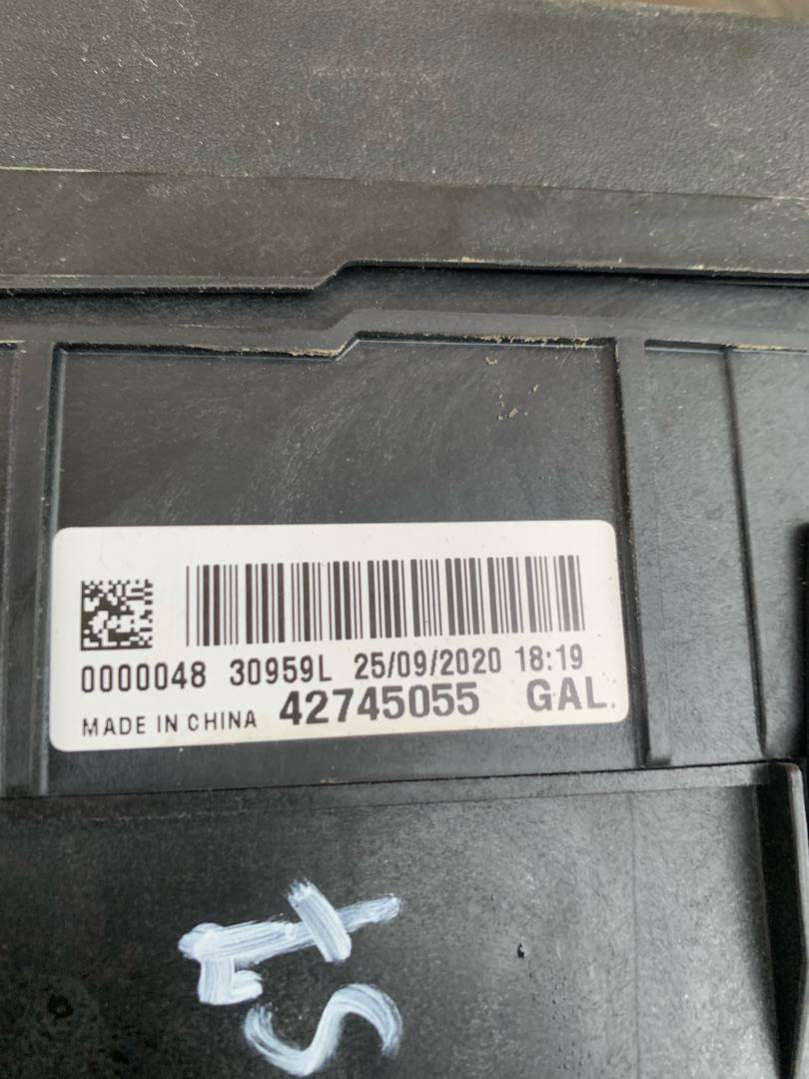 0000048 30959L 25/09/2020 18:19
MADE IN CHINA 42745055 GAL.